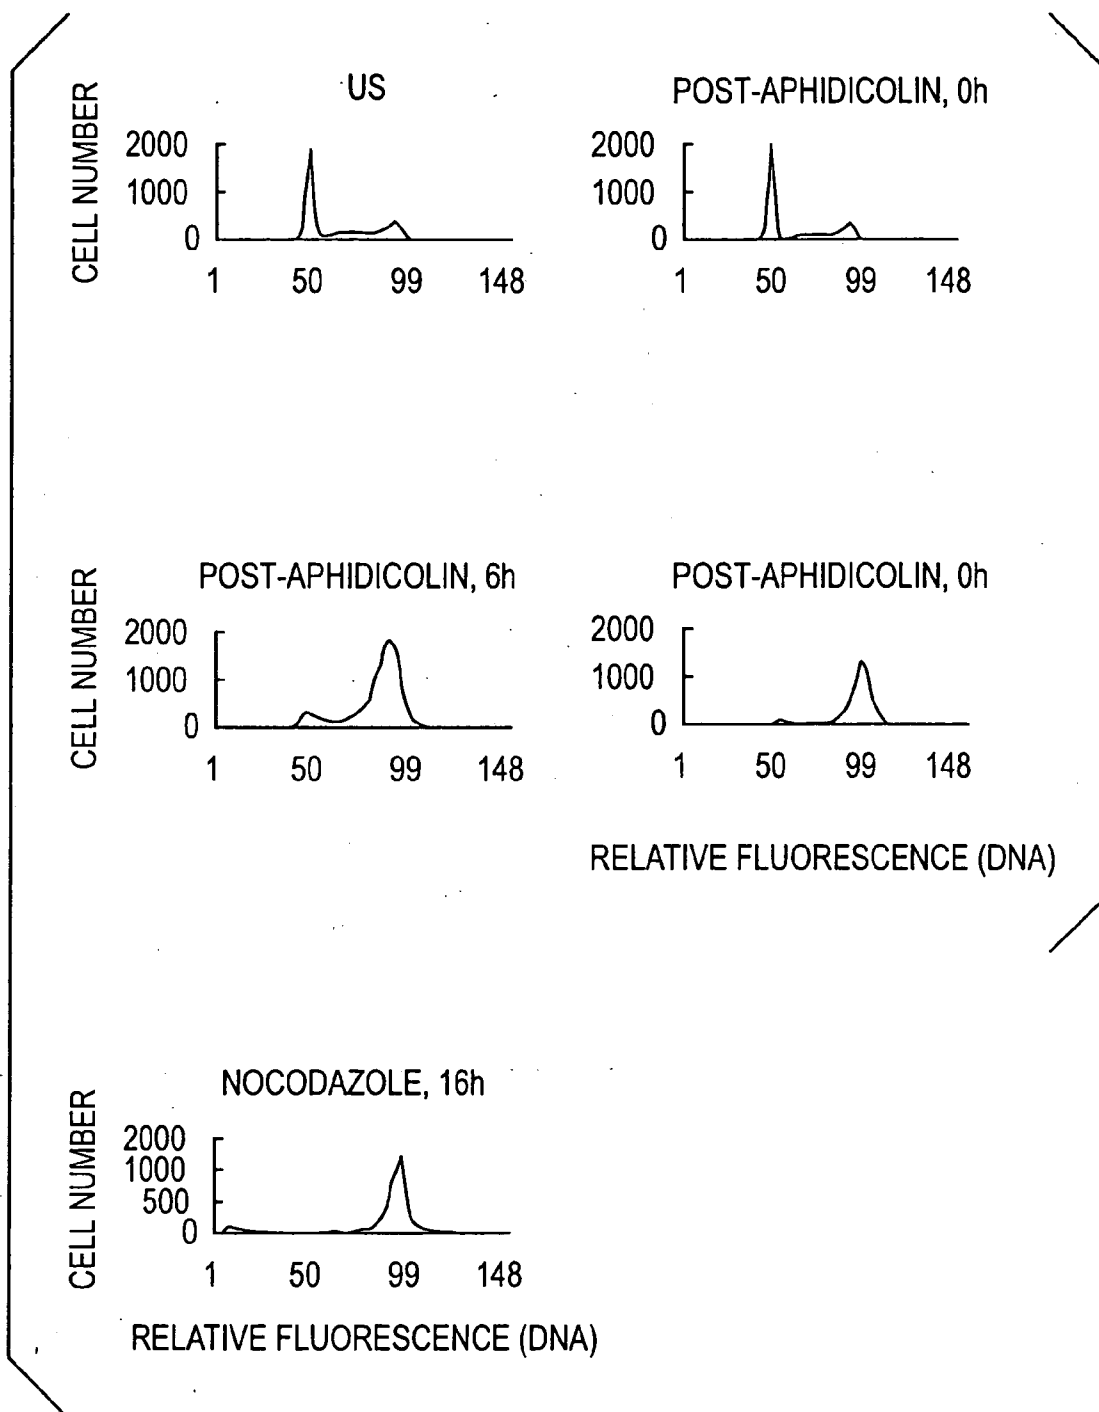 US
CELL NUMBER
2000
1000
0
1 50 99 148
POST-APHIDICOLIN, 0h
2000
1000
0
1 50 99 148
POST-APHIDICOLIN, 6h
CELL NUMBER
2000
1000
0
1 50 99 148
POST-APHIDICOLIN, 0h
2000
1000
0
1 50 99 148
RELATIVE FLUORESCENCE (DNA)
NOCODAZOLE, 16h
CELL NUMBER
2000
1000
500
0
1 50 99 148
RELATIVE FLUORESCENCE (DNA)